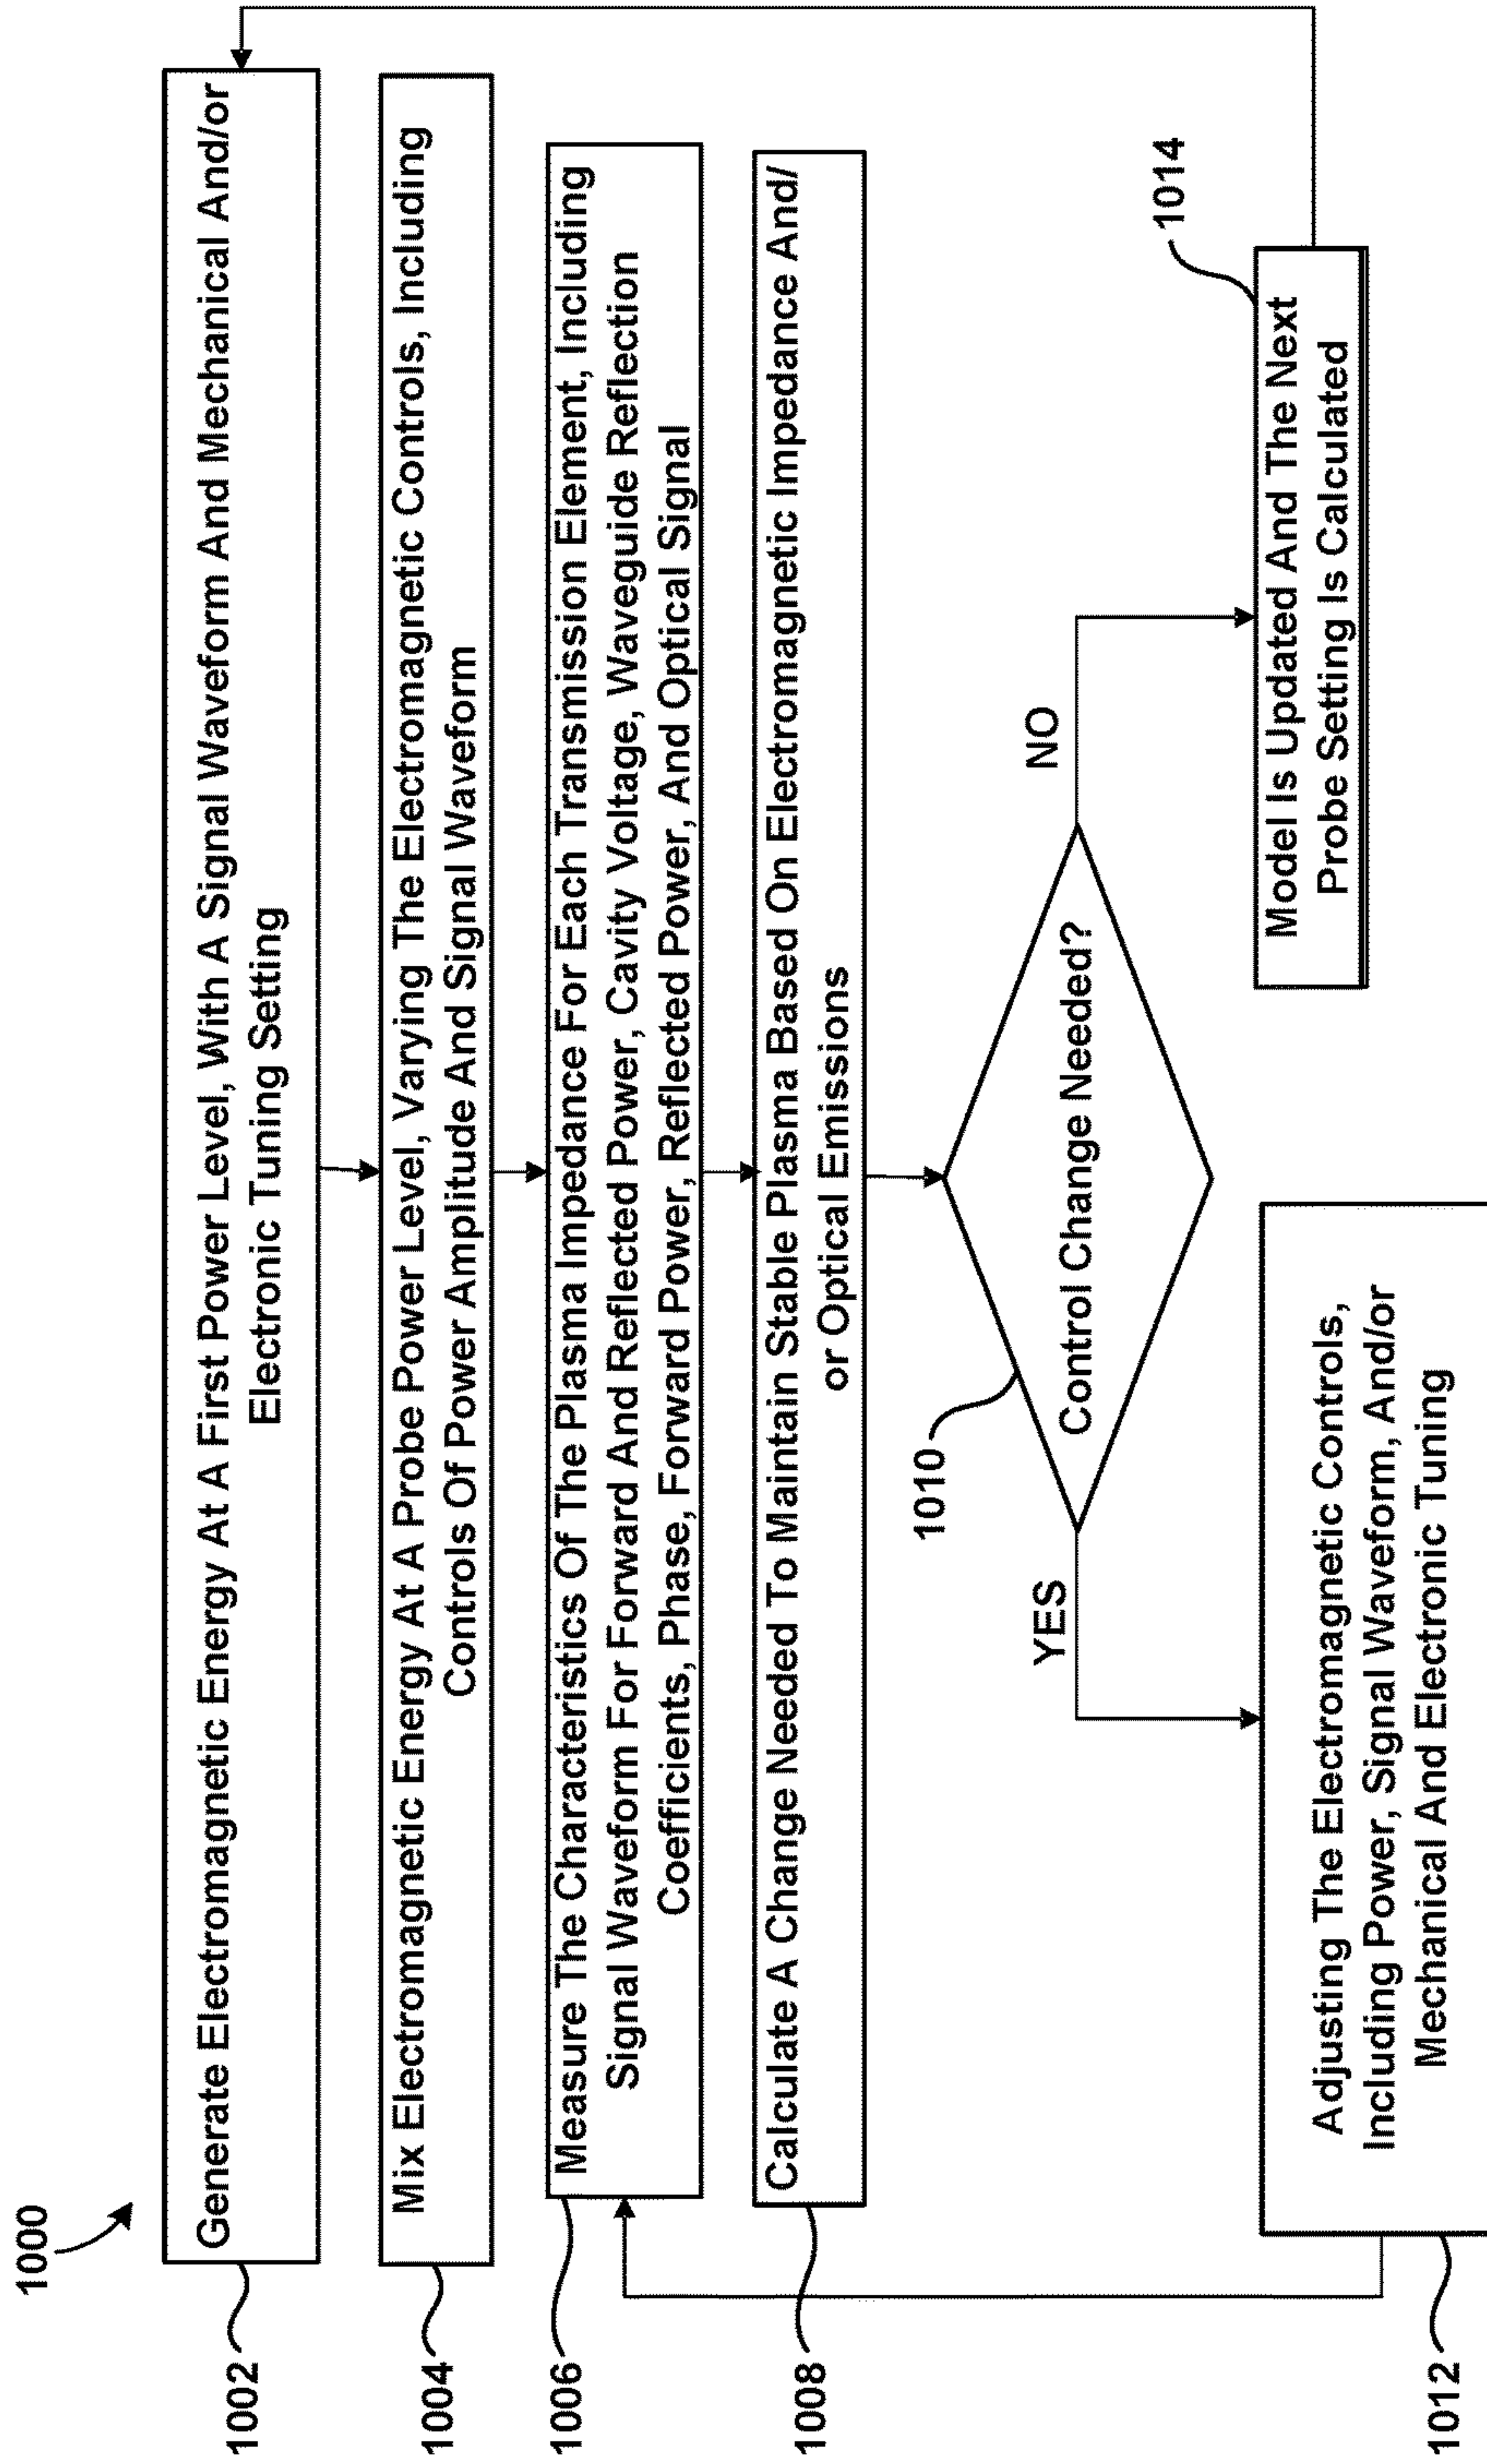 1000
1002
Generate Electromagnetic Energy At A First Power Level, With A Signal Waveform And Mechanical And/or
Electronic Tuning Setting
1004
Mix Electromagnetic Energy At A Probe Power Level, Varying The Electromagnetic Controls, Including
Controls Of Power Amplitude And Signal Waveform
1006
Measure The Characteristics Of The Plasma Impedance For Each Transmission Element, Including
Signal Waveform For Forward And Reflected Power, Cavity Voltage, Waveguide Reflection
Coefficients, Phase, Forward Power, Reflected Power, And Optical Signal
1008
Calculate A Change Needed To Maintain Stable Plasma Based On Electromagnetic Impedance And/
or Optical Emissions
1010
Control Change Needed?
YES
NO
1012
Adjusting The Electromagnetic Controls,
Including Power, Signal Waveform, And/or
Mechanical And Electronic Tuning
1014
Model Is Updated And The Next
Probe Setting Is Calculated